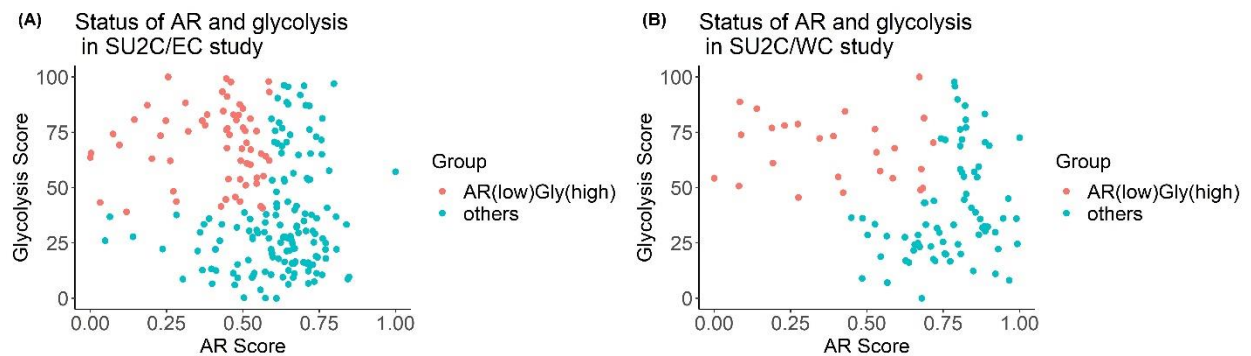 (A) Status of AR and glycolysis
in SU2C/EC study
100
75
50
25
0
Glycolysis Score
0.00 0.25 0.50 0.75 1.00
AR Score
Group
AR(low)Gly(high)
others
(B) Status of AR and glycolysis
in SU2C/WC study
100
75
50
25
0
Glycolysis Score
0.00 0.25 0.50 0.75 1.00
AR Score
Group
AR(low)Gly(high)
others